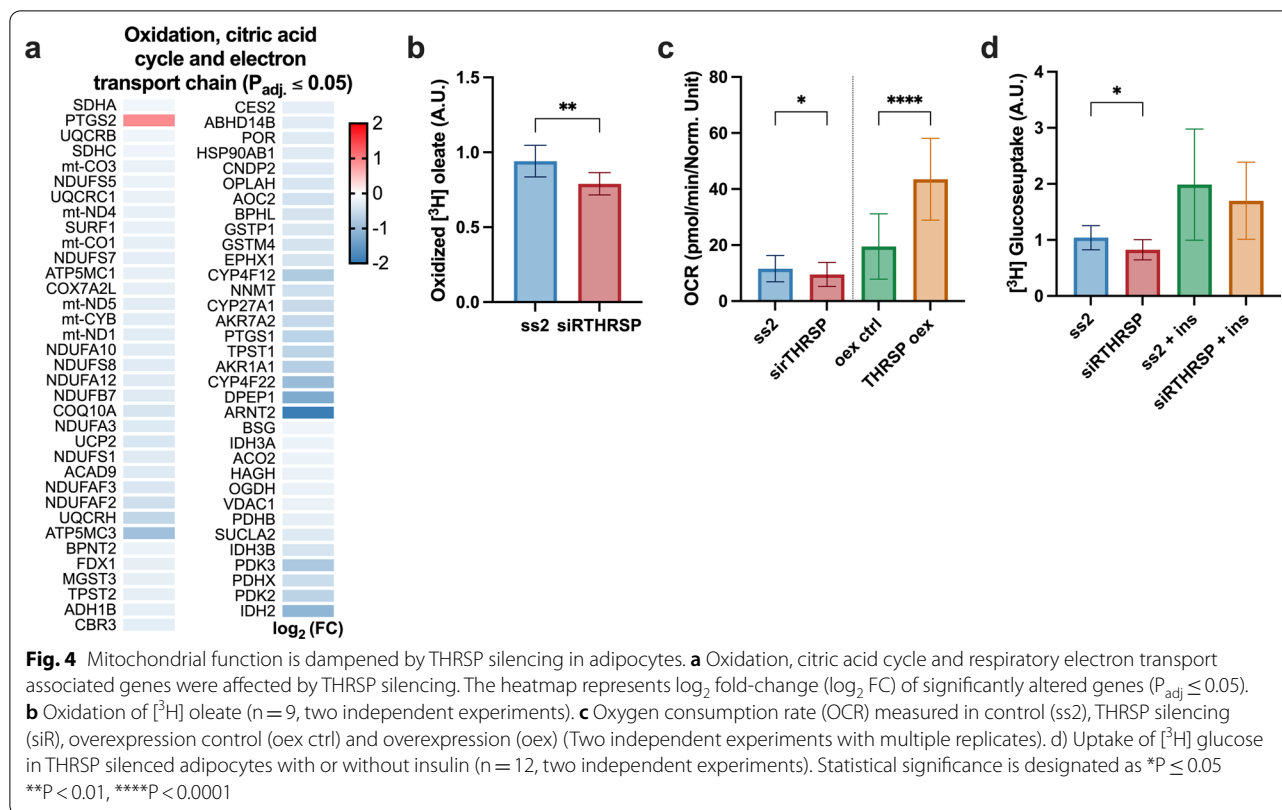 a
Oxidation, citric acid
cycle and electron
transport chain (Padj. ≤ 0.05)
SDHA
PTGS2
UQCRB
SDHC
mt-CO3
NDUFS5
UQCRC1
mt-ND4
SURF1
mt-CO1
NDUFS7
ATP5MC1
COX7A2L
mt-ND5
mt-CYB
mt-ND1
NDUFA10
NDUFS8
NDUFA12
NDUFB7
COQ10A
NDUFA3
UCP2
NDUFS1
ACAD9
NDUFAF3
NDUFAF2
UQCRH
ATP5MC3
BPNT2
FDX1
MGST3
TPST2
ADH1B
CBR3
CES2
ABHD14B
POR
HSP90AB1
CNDP2
OPLAH
AOC2
BPHL
GSTP1
GSTM4
EPHX1
CYP4F12
NNMT
CYP27A1
AKR7A2
PTGS1
TPST1
AKR1A1
CYP4F22
DPEP1
ARNT2
BSG
IDH3A
ACO2
HAGH
OGDH
VDAC1
PDHB
SUCLA2
IDH3B
PDK3
PDHX
PDK2
IDH2
log2 (FC)
2
1
0
-1
-2
b
Oxidized [³H] oleate (A.U.)
1.5
1.0
0.5
0.0
**
ss2 siRTHRSP
c
OCR (pmol/min/Norm. Unit)
80
60
40
20
0
*
****
ss2
sirTHRSP
oex ctrl
THRSP oex
d
[³H] Glucoseuptake (A.U.)
4
3
2
1
0
*
ss2
siRTHRSP
ss2 + ins
siRTHRSP + ins
Fig. 4 Mitochondrial function is dampened by THRSP silencing in adipocytes. a Oxidation, citric acid cycle and respiratory electron transport
associated genes were affected by THRSP silencing. The heatmap represents log2 fold-change (log2 FC) of significantly altered genes (Padj ≤ 0.05).
b Oxidation of [³H] oleate (n = 9, two independent experiments). c Oxygen consumption rate (OCR) measured in control (ss2), THRSP silencing
(siR), overexpression control (oex ctrl) and overexpression (oex) (Two independent experiments with multiple replicates). d) Uptake of [³H] glucose
in THRSP silenced adipocytes with or without insulin (n = 12, two independent experiments). Statistical significance is designated as *P ≤ 0.05
**P < 0.01, ****P < 0.0001